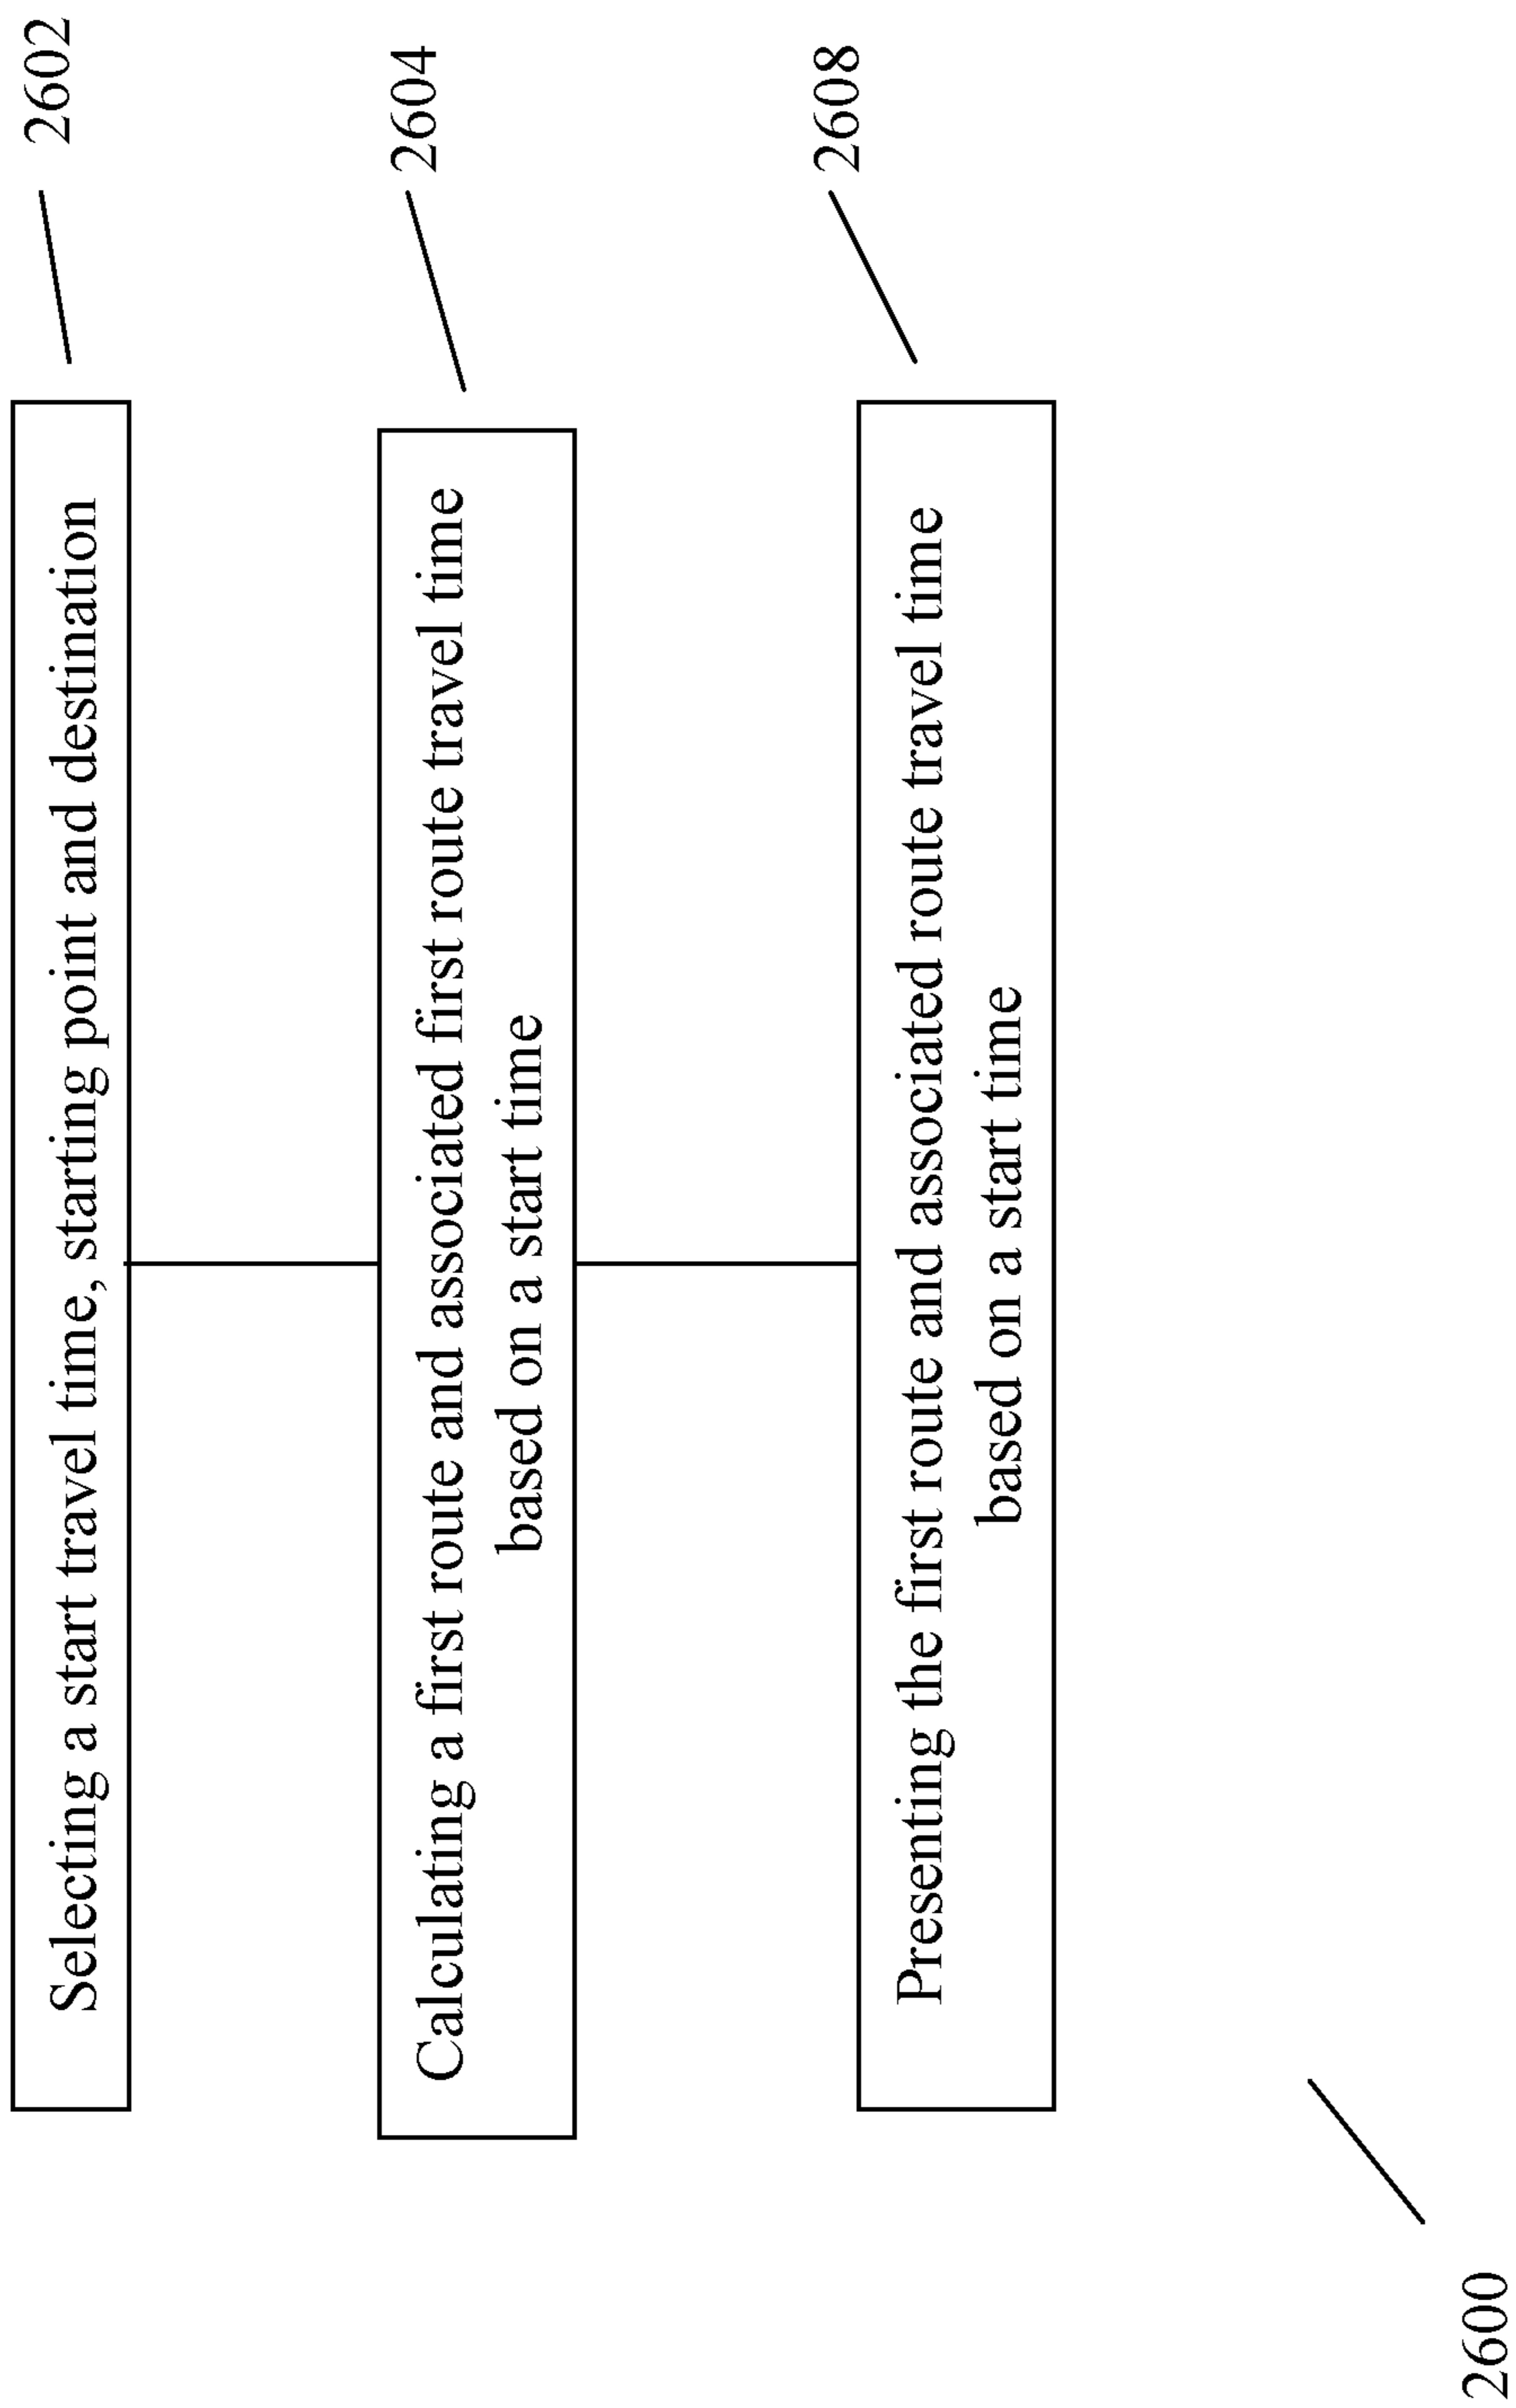 Selecting a start travel time, starting point and destination
2602
Calculating a first route and associated first route travel time
based on a start time
2604
Presenting the first route and associated route travel time
based on a start time
2608
2600